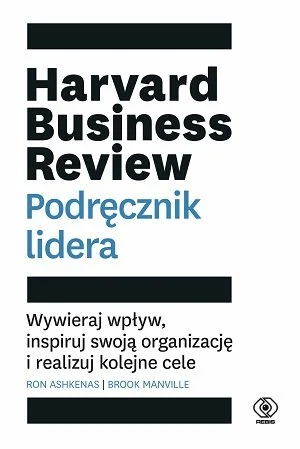 Harvard
Business
Review
Podręcznik
lidera
Wywieraj wpływ,
inspiruj swoją organizację
i realizuj kolejne cele
RON ASHKENAS | BROOK MANVILLE
REBIS